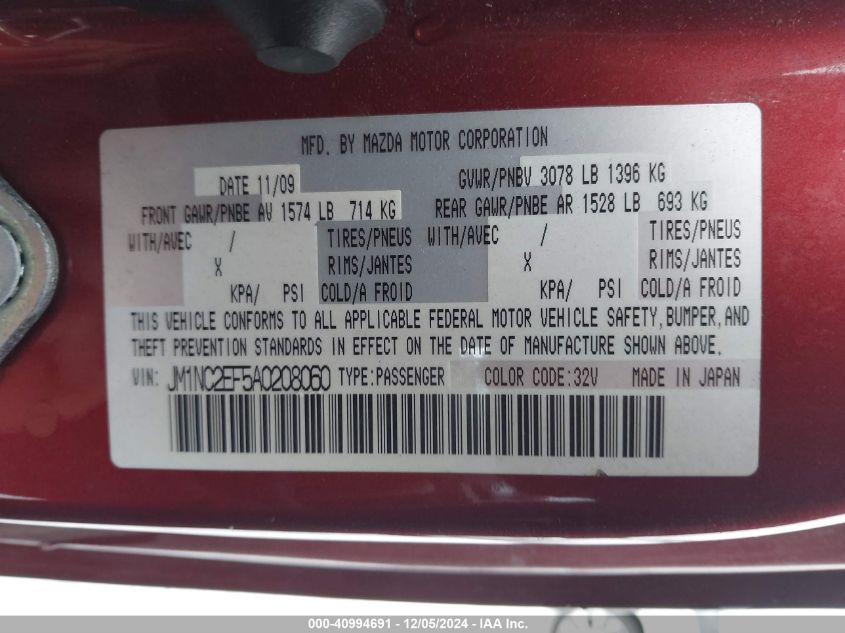 MFD. BY MAZDA MOTOR CORPORATION
DATE 11/09 GVWR/PNBV 3078 LB 1396 KG
FRONT GAWR/PNBE AV 1574 LB 714 KG REAR GAWR/PNBE AR 1528 LB 693 KG
WITH/AVEC / TIRES/PNEUS WITH/AVEC / TIRES/PNEUS
X RIMS/JANTES X RIMS/JANTES
KPA/ PSI COLD/A FROID KPA/ PSI COLD/A FROID
THIS VEHICLE CONFORMS TO ALL APPLICABLE FEDERAL MOTOR VEHICLE SAFETY, BUMPER, AND
THEFT PREVENTION STANDARDS IN EFFECT ON THE DATE OF MANUFACTURE SHOWN ABOVE.
VIN: JM1NC2EF5A0208060 TYPE:PASSENGER COLOR CODE:32V MADE IN JAPAN
000-40994691 - 12/05/2024 - IAA Inc.